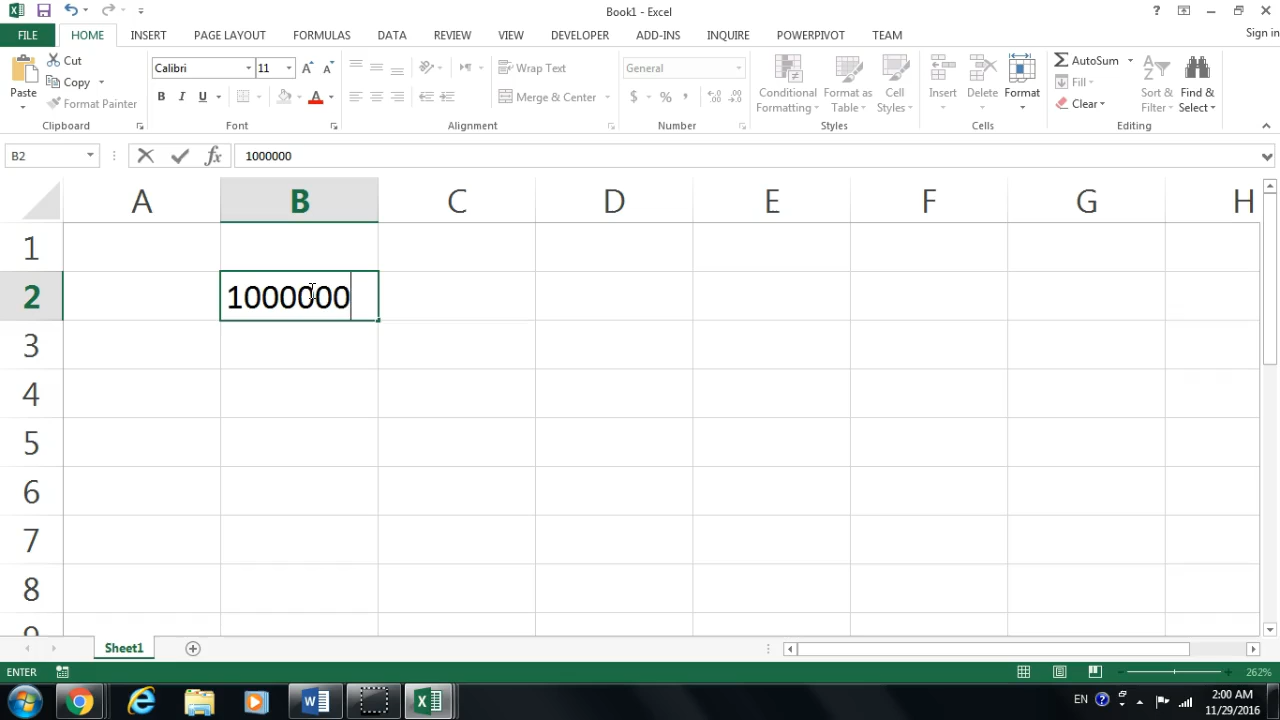 Book1 - Excel
?
FILE HOME INSERT PAGE LAYOUT FORMULAS DATA REVIEW VIEW DEVELOPER ADD-INS INQUIRE POWERPIVOT TEAM Sign in
Cut
Copy
Format Painter
Paste
Clipboard
Calibri 11
B I U A
Font
Wrap Text
Merge & Center
Alignment
General
$ % ,
Number
Conditional Formatting
Format as Table
Cell Styles
Styles
Insert
Delete
Format
Cells
AutoSum
Fill
Clear
Sort & Filter
Find & Select
Editing
B2 fx 1000000
A B C D E F G H
1
2 1000000
3
4
5
6
7
8
9
Sheet1
ENTER 262%
EN 2:00 AM
11/29/2016